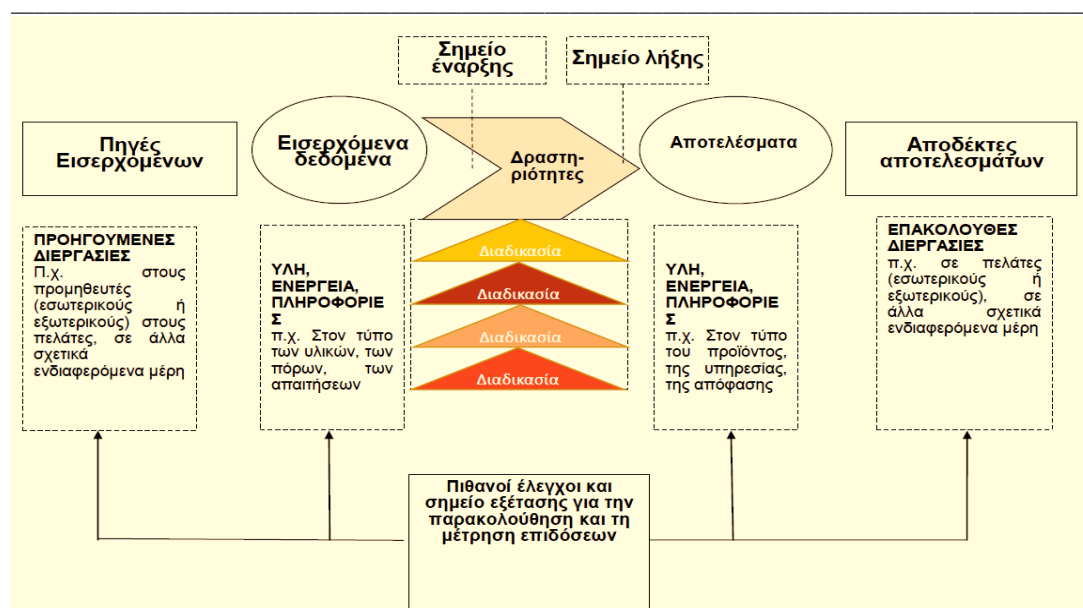 Σημείο
έναρξης
Σημείο λήξης
Πηγές
Εισερχομένων
Εισερχόμενα
δεδομένα
Δραστη-
ριότητες
Αποτελέσματα
Αποδέκτες
αποτελεσμάτων
ΠΡΟΗΓΟΥΜΕΝΕΣ
ΔΙΕΡΓΑΣΙΕΣ
Π.χ. στους
προμηθευτές
(εσωτερικούς ή
εξωτερικούς) στους
πελάτες, σε άλλα
σχετικά
ενδιαφερόμενα μέρη
ΥΛΗ,
ΕΝΕΡΓΕΙΑ,
ΠΛΗΡΟΦΟΡΙΕ
Σ
π.χ. Στον τύπο
των υλικών, των
πόρων, των
απαιτήσεων
Διαδικασία
Διαδικασία
Διαδικασία
Διαδικασία
ΥΛΗ,
ΕΝΕΡΓΕΙΑ,
ΠΛΗΡΟΦΟΡΙΕ
Σ
π.χ. Στον τύπο
του προϊόντος,
της υπηρεσίας,
της απόφασης
ΕΠΑΚΟΛΟΥΘΕΣ
ΔΙΕΡΓΑΣΙΕΣ
π.χ. σε πελάτες
(εσωτερικούς ή
εξωτερικούς), σε
άλλα σχετικά
ενδιαφερόμενα μέρη
Πιθανοί έλεγχοι και
σημείο εξέτασης για την
παρακολούθηση και τη
μέτρηση επιδόσεων